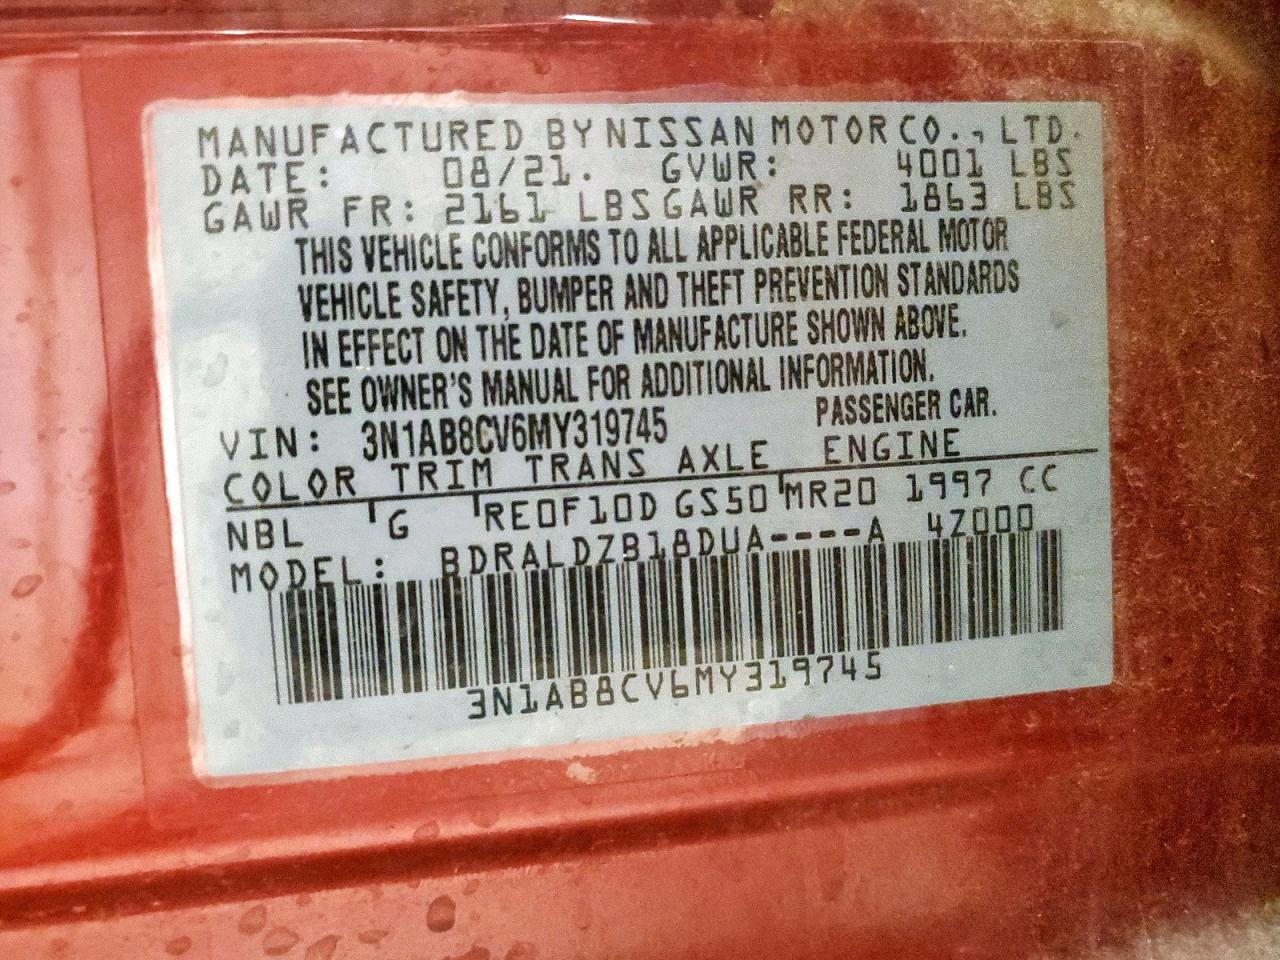 MANUFACTURED BY NISSAN MOTOR CO., LTD.
DATE: 08/21. GVWR: 4001 LBS
GAWR FR: 2161 LBS GAWR RR: 1863 LBS
THIS VEHICLE CONFORMS TO ALL APPLICABLE FEDERAL MOTOR
VEHICLE SAFETY, BUMPER AND THEFT PREVENTION STANDARDS
IN EFFECT ON THE DATE OF MANUFACTURE SHOWN ABOVE.
SEE OWNER'S MANUAL FOR ADDITIONAL INFORMATION.
VIN: 3N1AB8CV6MY319745 PASSENGER CAR.
COLOR TRIM TRANS AXLE ENGINE
NBL G RE0F10D GS50 MR20 1997 CC
MODEL: BDRALDZB18DUA----A 4Z000
3N1AB8CV6MY319745